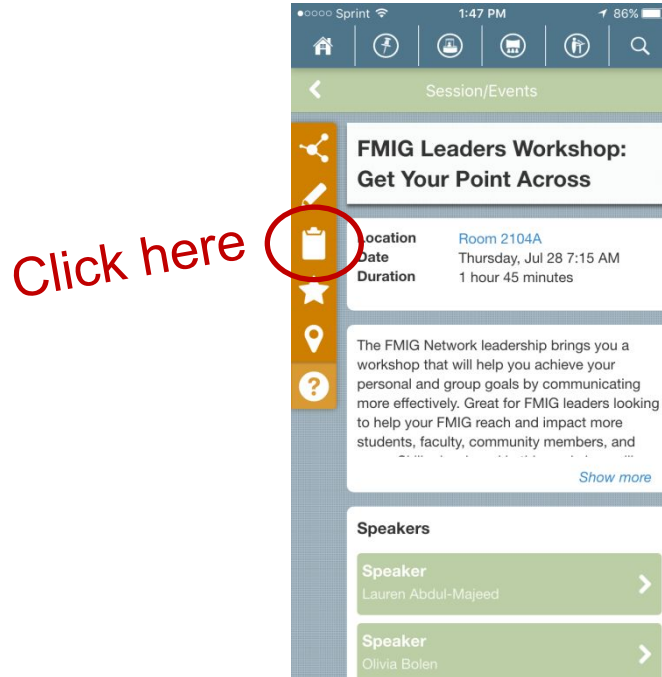 Sprint 1:47 PM 86%
Session/Events
FMIG Leaders Workshop:
Get Your Point Across
Click here
Location Room 2104A
Date Thursday, Jul 28 7:15 AM
Duration 1 hour 45 minutes
?
The FMIG Network leadership brings you a
workshop that will help you achieve your
personal and group goals by communicating
more effectively. Great for FMIG leaders looking
to help your FMIG reach and impact more
students, faculty, community members, and
Show more
Speakers
Speaker
Lauren Abdul-Majeed
Speaker
Olivia Bolen